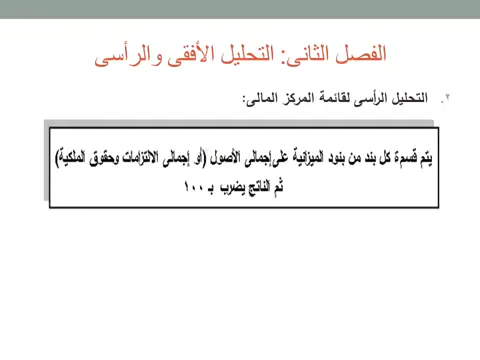 الفصل الثانى: التحليل الأفقى والرأسى
٢. التحليل الرأسى لقائمة المركز المالى:
يتم قسمة كل بند من بنود الميزانية على إجمالى الأصول (أو إجمالى الالتزامات وحقوق الملكية)
ثم الناتج يضرب بـ ١٠٠